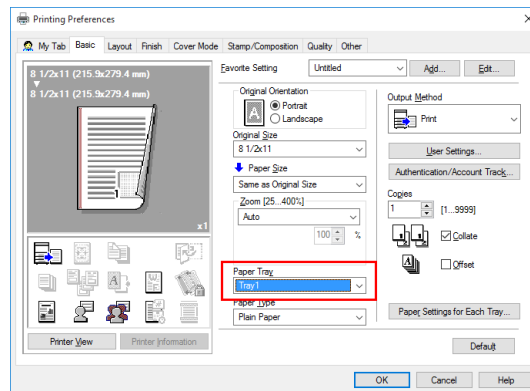 Printing Preferences
My Tab Basic Layout Finish Cover Mode Stamp/Composition Quality Other
8 1/2x11 (215.9x279.4 mm)
8 1/2x11 (215.9x279.4 mm)
1
x1
Printer View
Printer Information
Favorite Setting
Untitled
Add...
Edit...
Original Orientation
A
Portrait
Landscape
Original Size
8 1/2x11
Paper Size
Same as Original Size
Zoom [25...400%]
Auto
100 %
Paper Tray
Tray1
Paper Type
Plain Paper
Output Method
Print
User Settings...
Authentication/Account Track...
Copies
1 [1...9999]
Collate
Offset
Paper Settings for Each Tray...
Default
OK Cancel Help